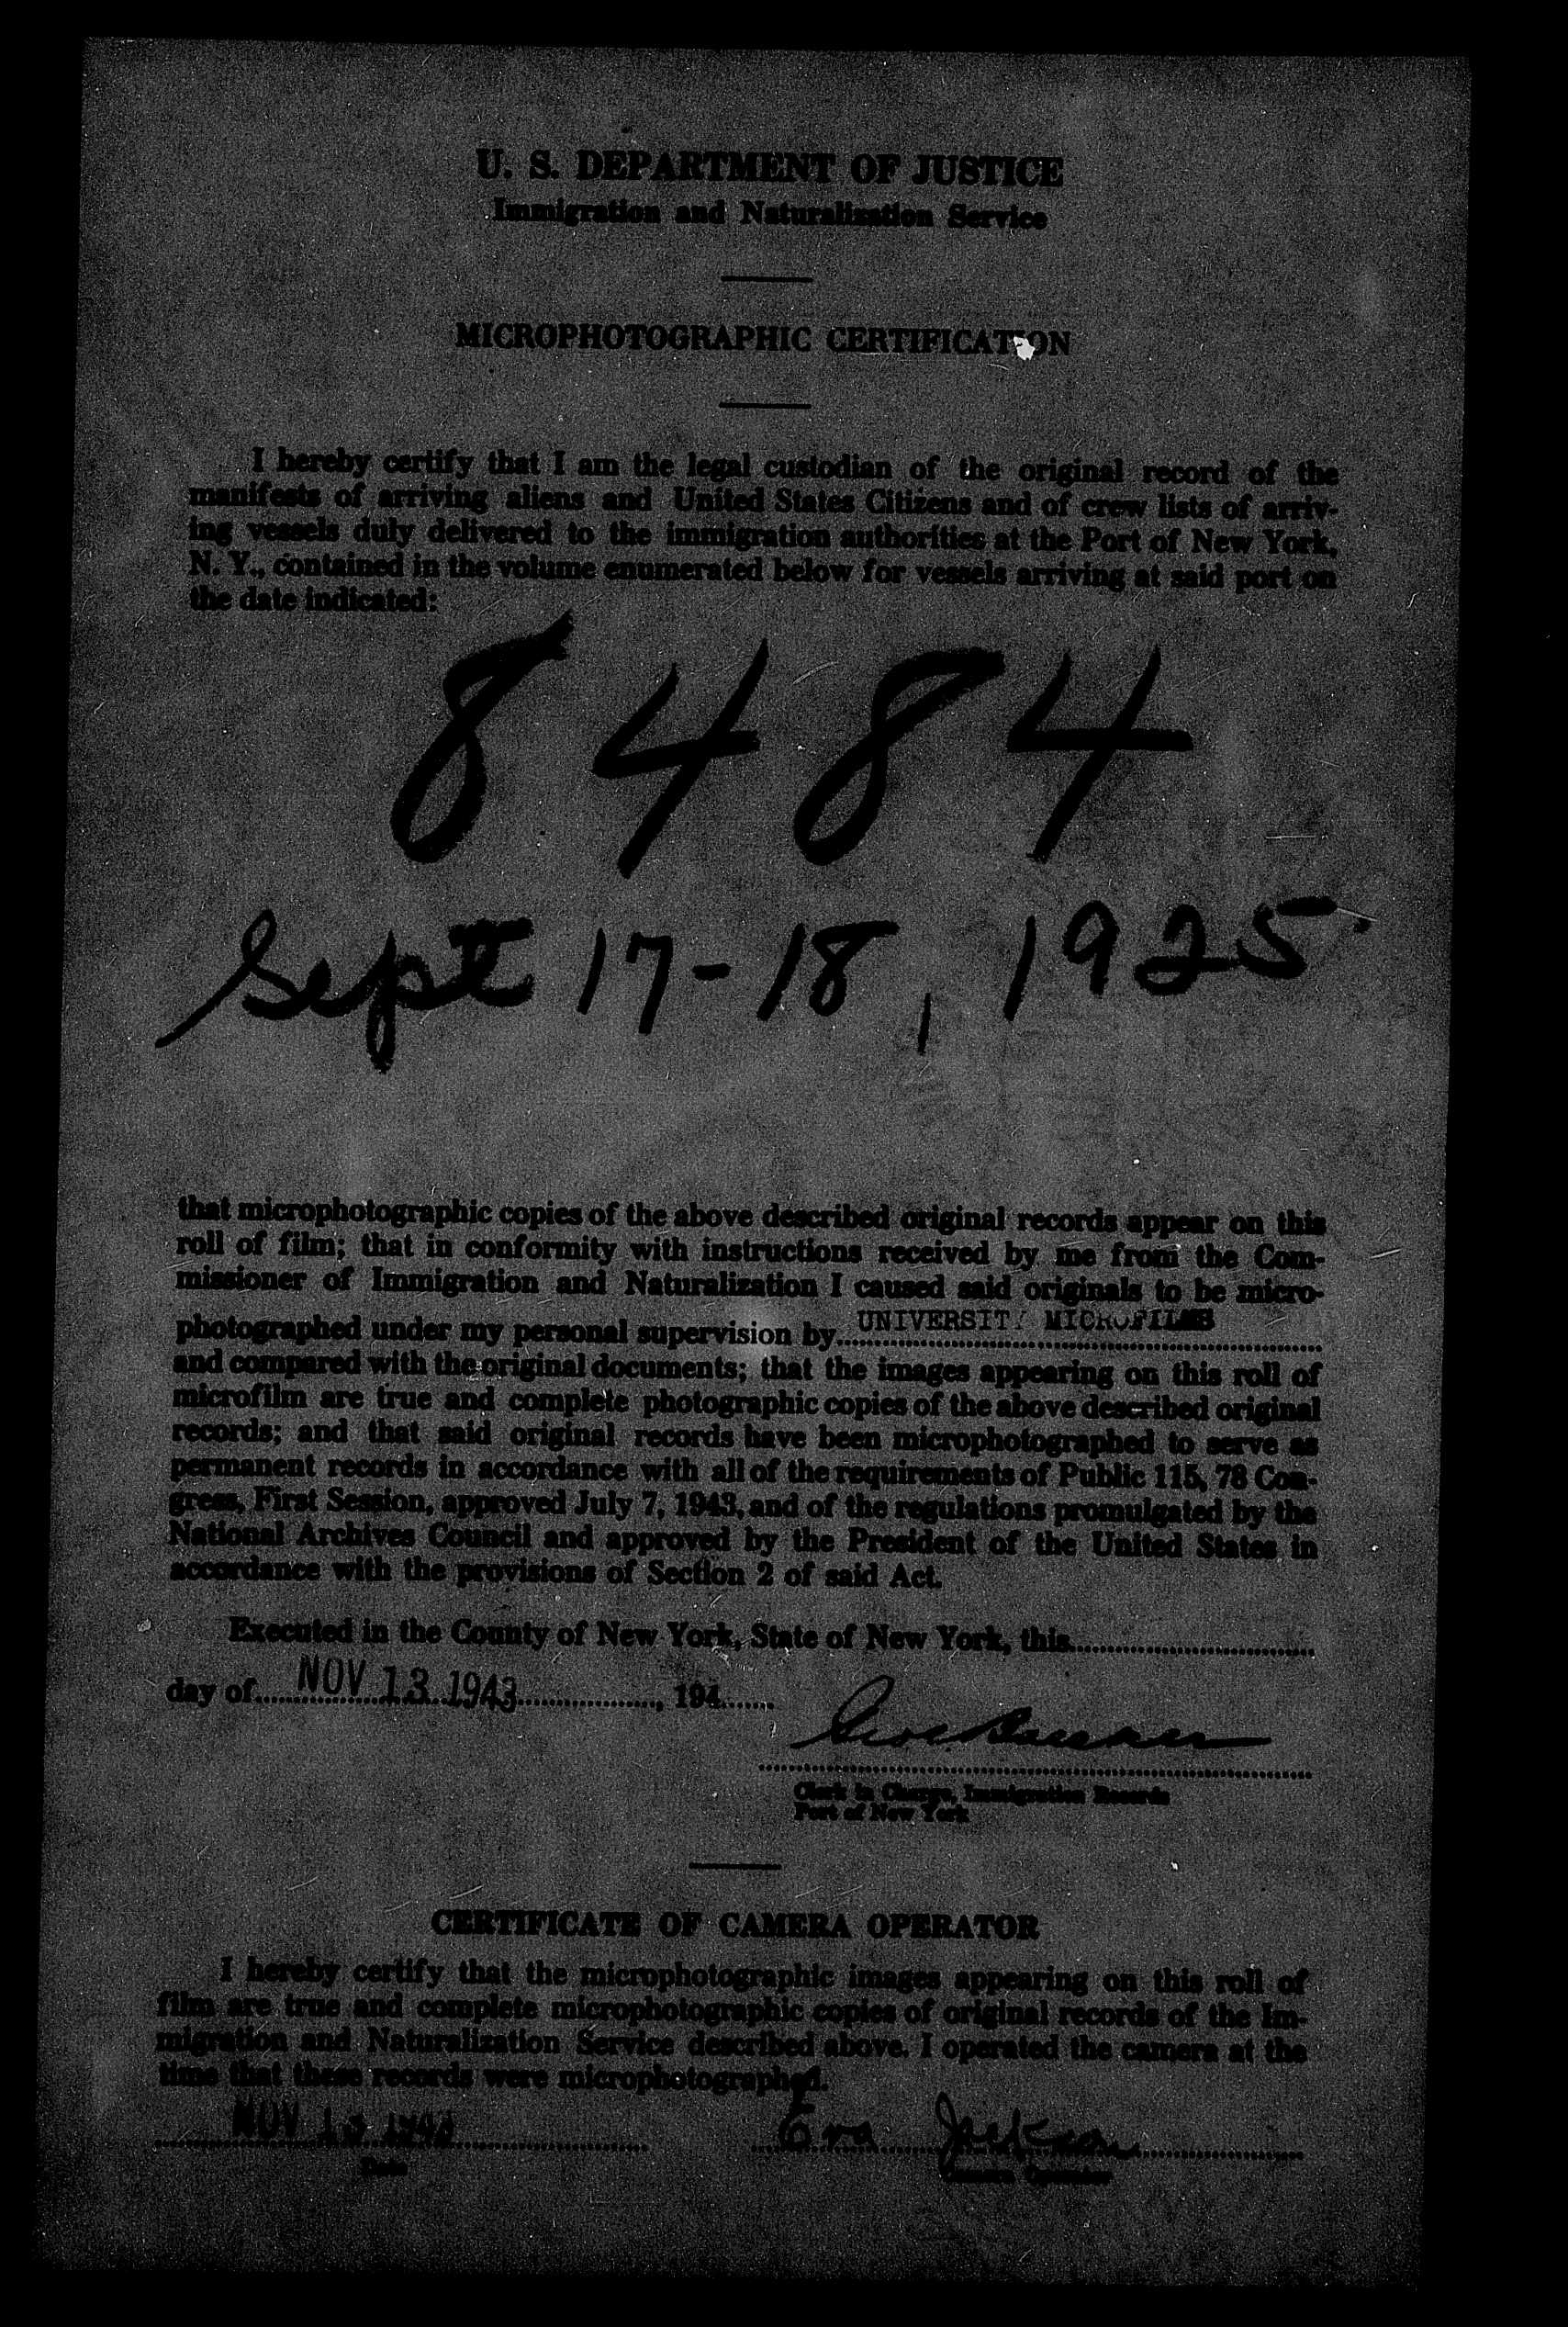 U. S. DEPARTMENT OF JUSTICE
Immigration and Naturalization Service
MICROPHOTOGRAPHIC CERTIFICATION
I hereby certify that I am the legal custodian of the original record of the
manifests of arriving aliens and United States Citizens and of crew lists of arriv-
ing vessels duly delivered to the immigration authorities at the Port of New York,
N. Y., contained in the volume enumerated below for vessels arriving at said port on
the date indicated:
8484
Sept 17-18, 1925
that microphotographic copies of the above described original records appear on this
roll of film; that in conformity with instructions received by me from the Com-
missioner of Immigration and Naturalization I caused said originals to be micro-
photographed under my personal supervision by UNIVERSITY MICROFILMS
and compared with the original documents; that the images appearing on this roll of
microfilm are true and complete photographic copies of the above described original
records; and that said original records have been microphotographed to serve as
permanent records in accordance with all of the requirements of Public 115, 78 Con-
gress, First Session, approved July 7, 1943, and of the regulations promulgated by the
National Archives Council and approved by the President of the United States in
accordance with the provisions of Section 2 of said Act.
Executed in the County of New York, State of New York, this
day of NOV 13 1943, 194
Clerk in Charge, Immigration Records
Port of New York
CERTIFICATE OF CAMERA OPERATOR
I hereby certify that the microphotographic images appearing on this roll of
film are true and complete microphotographic copies of original records of the Im-
migration and Naturalization Service described above. I operated the camera at the
time that these records were microphotographed.
NOV 13 1943 Eva Jackson
Date Camera Operator